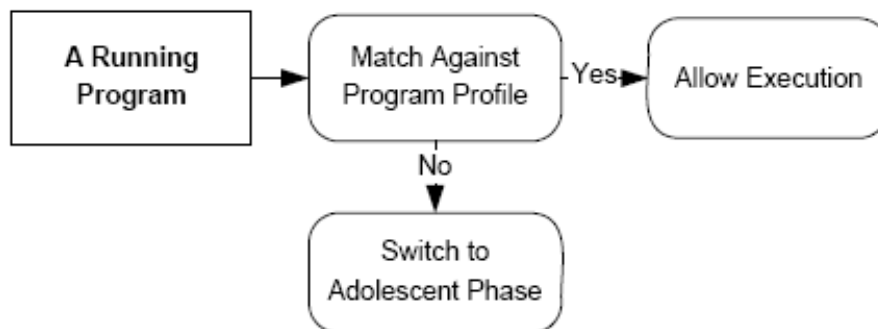 A Running
Program
Match Against
Program Profile
Yes
Allow Execution
No
Switch to
Adolescent Phase